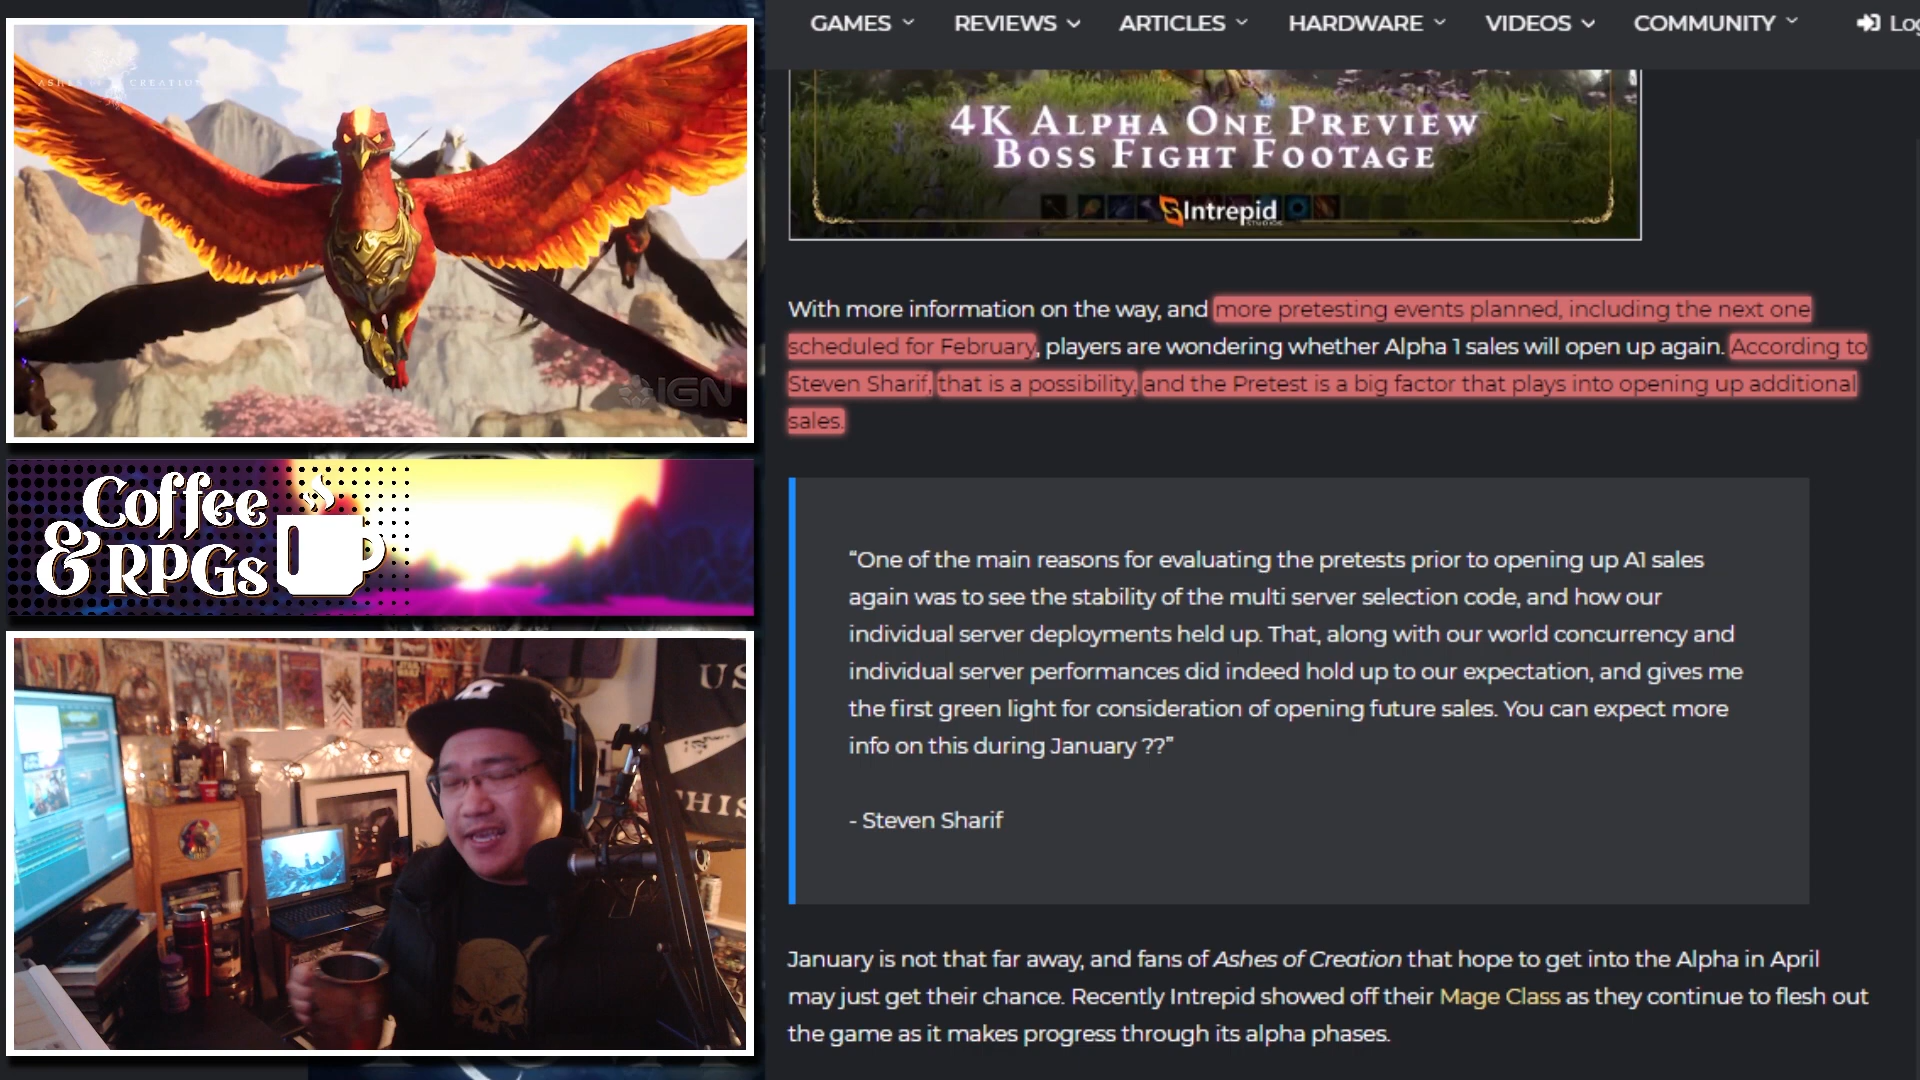 ASHES OF CREATION
IGN
Coffee
& RPGs
US
THIS
GAMES
REVIEWS
ARTICLES
HARDWARE
VIDEOS
COMMUNITY
Log
4K Alpha One Preview
Boss Fight Footage
Intrepid
STUDIOS
With more information on the way, and more pretesting events planned, including the next one
scheduled for February, players are wondering whether Alpha 1 sales will open up again. According to
Steven Sharif, that is a possibility, and the Pretest is a big factor that plays into opening up additional
sales.
“One of the main reasons for evaluating the pretests prior to opening up A1 sales
again was to see the stability of the multi server selection code, and how our
individual server deployments held up. That, along with our world concurrency and
individual server performances did indeed hold up to our expectation, and gives me
the first green light for consideration of opening future sales. You can expect more
info on this during January ??”
- Steven Sharif
January is not that far away, and fans of Ashes of Creation that hope to get into the Alpha in April
may just get their chance. Recently Intrepid showed off their Mage Class as they continue to flesh out
the game as it makes progress through its alpha phases.